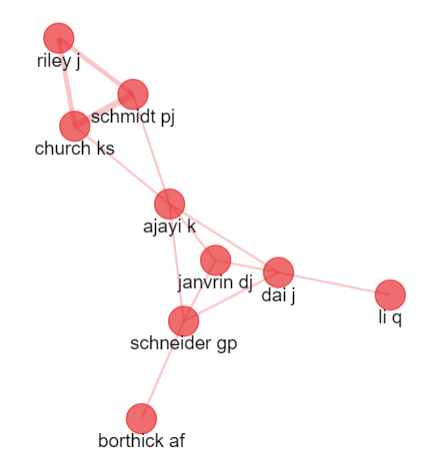 riley j
schmidt pj
church ks
ajayi k
janvrin dj
dai j
li q
schneider gp
borthick af